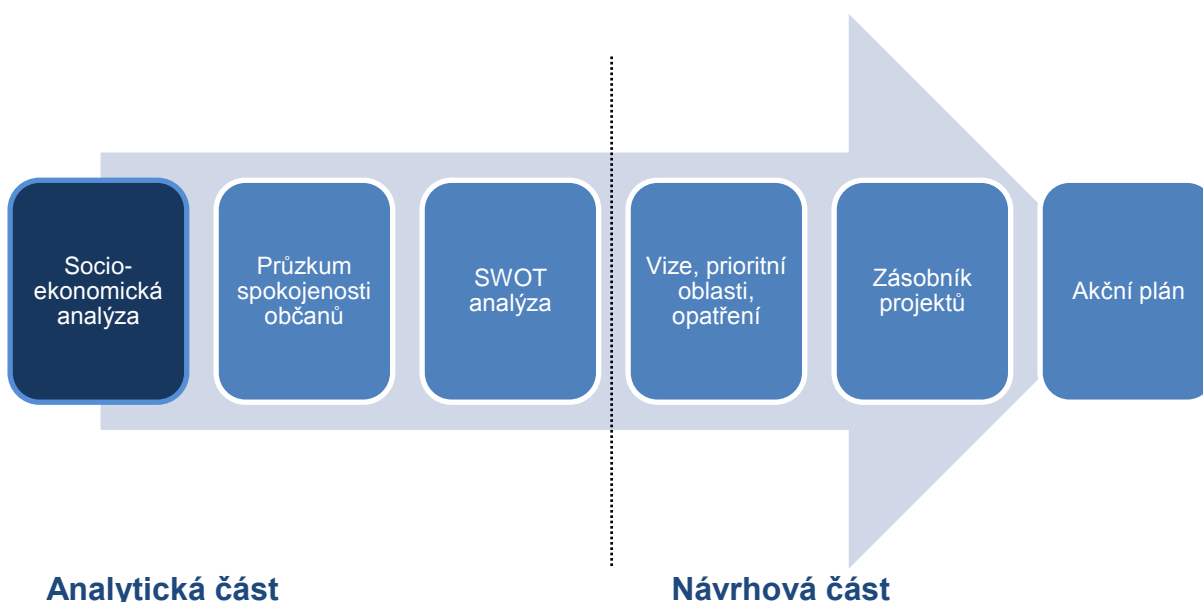 Socio-
ekonomická
analýza
Průzkum
spokojenosti
občanů
SWOT
analýza
Vize, prioritní
oblasti,
opatření
Zásobník
projektů
Akční plán
Analytická část
Návrhová část